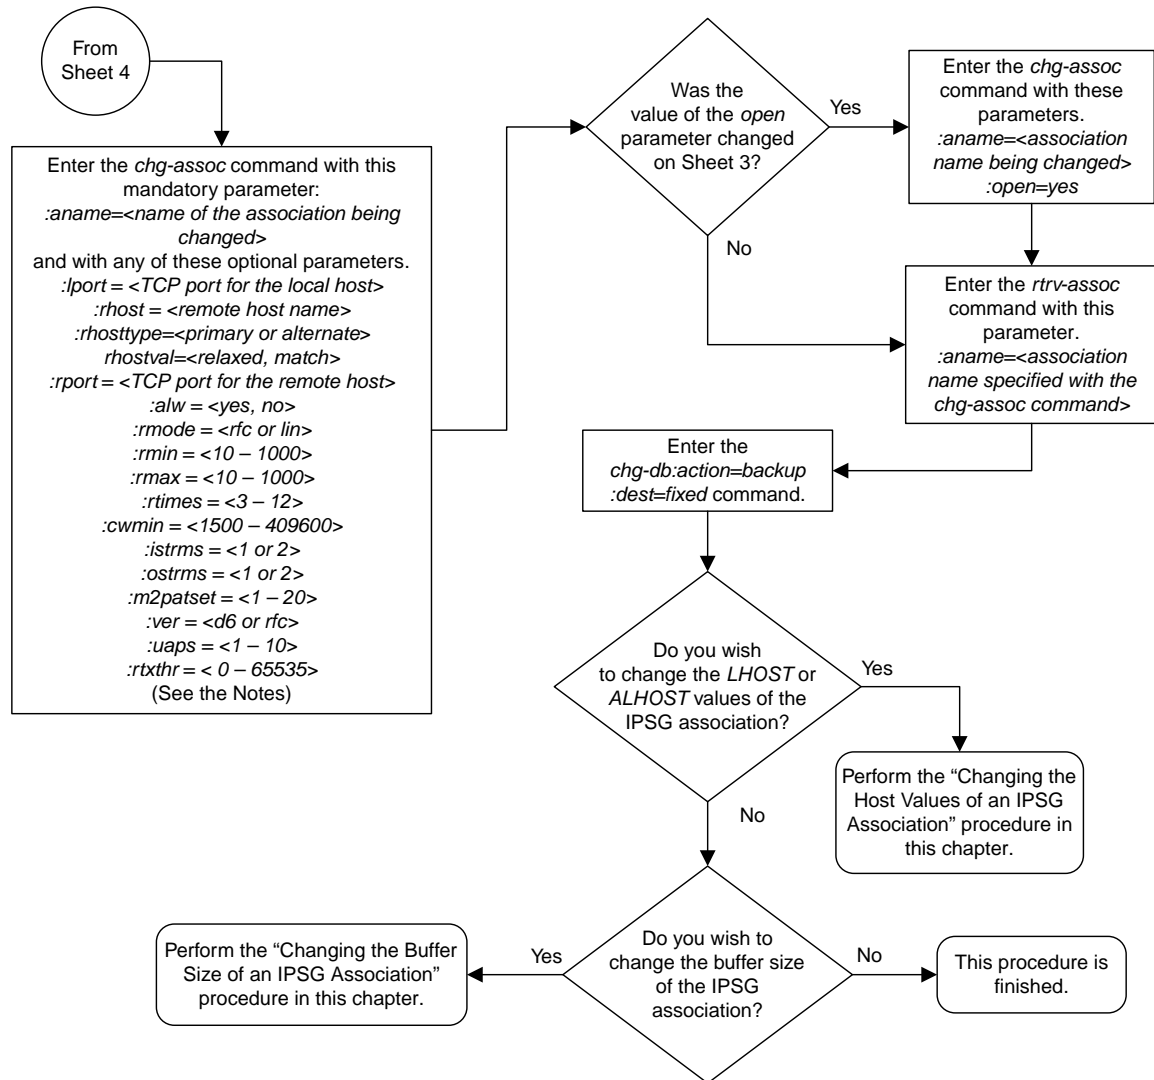 From
Sheet 4
Enter the chg-assoc command with this
mandatory parameter:
:aname=<name of the association being
changed>
and with any of these optional parameters.
:lport = <TCP port for the local host>
:rhost = <remote host name>
:rhosttype=<primary or alternate>
rhostval=<relaxed, match>
:rport = <TCP port for the remote host>
:alw = <yes, no>
:rmode = <rfc or lin>
:rmin = <10 – 1000>
:rmax = <10 – 1000>
:rtimes = <3 – 12>
:cwmin = <1500 – 409600>
:istrms = <1 or 2>
:ostrms = <1 or 2>
:m2patset = <1 – 20>
:ver = <d6 or rfc>
:uaps = <1 – 10>
:rtxthr = < 0 – 65535>
(See the Notes)
Was the
value of the open
parameter changed
on Sheet 3?
Yes
No
Enter the chg-assoc
command with these
parameters.
:aname=<association
name being changed>
:open=yes
Enter the rtrv-assoc
command with this
parameter.
:aname=<association
name specified with the
chg-assoc command>
Enter the
chg-db:action=backup
:dest=fixed command.
Do you wish
to change the LHOST or
ALHOST values of the
IPSG association?
Yes
No
Perform the “Changing the
Host Values of an IPSG
Association” procedure in
this chapter.
Do you wish to
change the buffer size
of the IPSG
association?
Yes
No
Perform the “Changing the Buffer
Size of an IPSG Association”
procedure in this chapter.
This procedure is
finished.